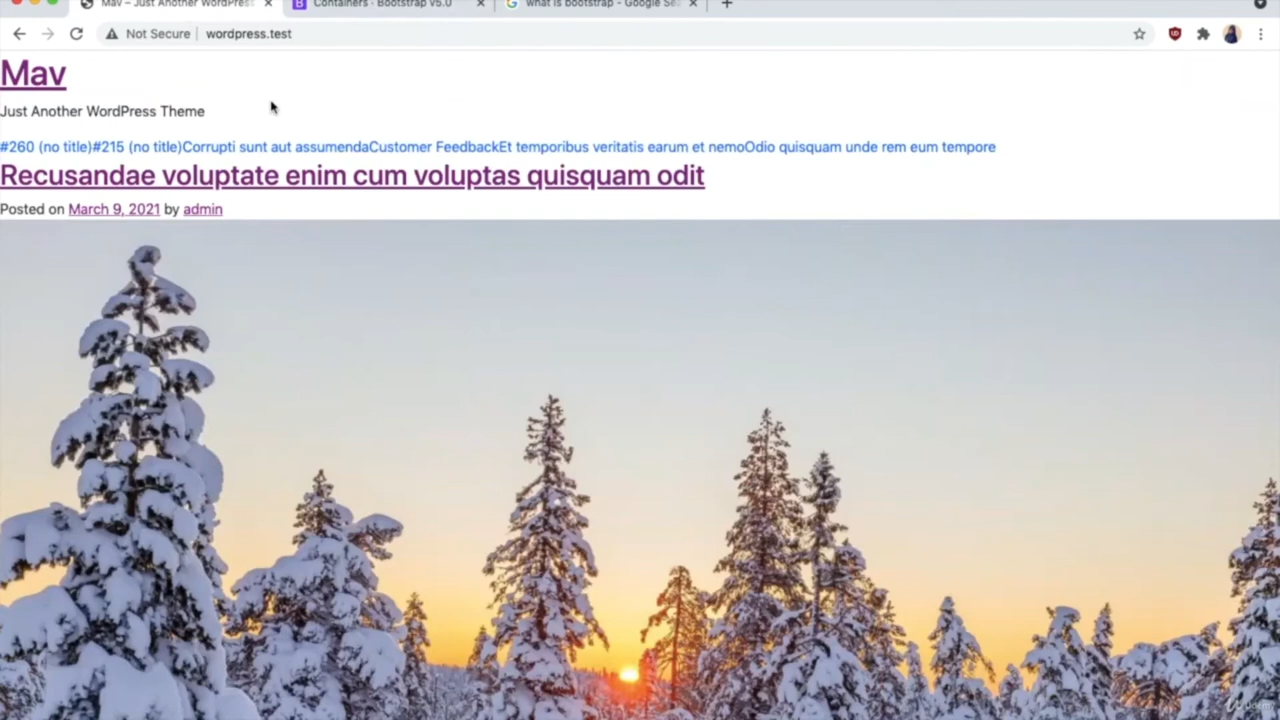 Mav – Just Another WordPress
Containers · Bootstrap v5.0
what is bootstrap - Google Sea
Not Secure
wordpress.test
Mav
Just Another WordPress Theme
#260 (no title)#215 (no title)Corrupti sunt aut assumendaCustomer FeedbackEt temporibus veritatis earum et nemoOdio quisquam unde rem eum tempore
Recusandae voluptate enim cum voluptas quisquam odit
Posted on March 9, 2021 by admin
Udemy